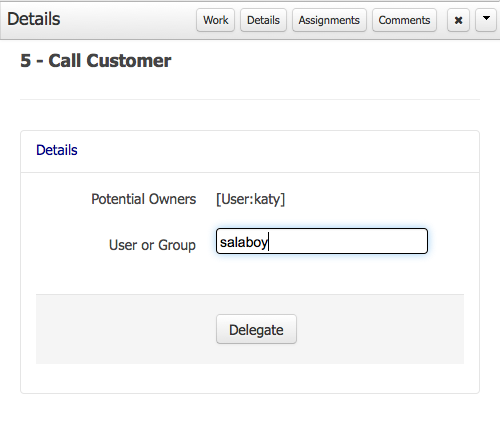 Details Work Details Assignments Comments ✖
5 - Call Customer
Details
Potential Owners [User:katy]
User or Group salaboy
Delegate